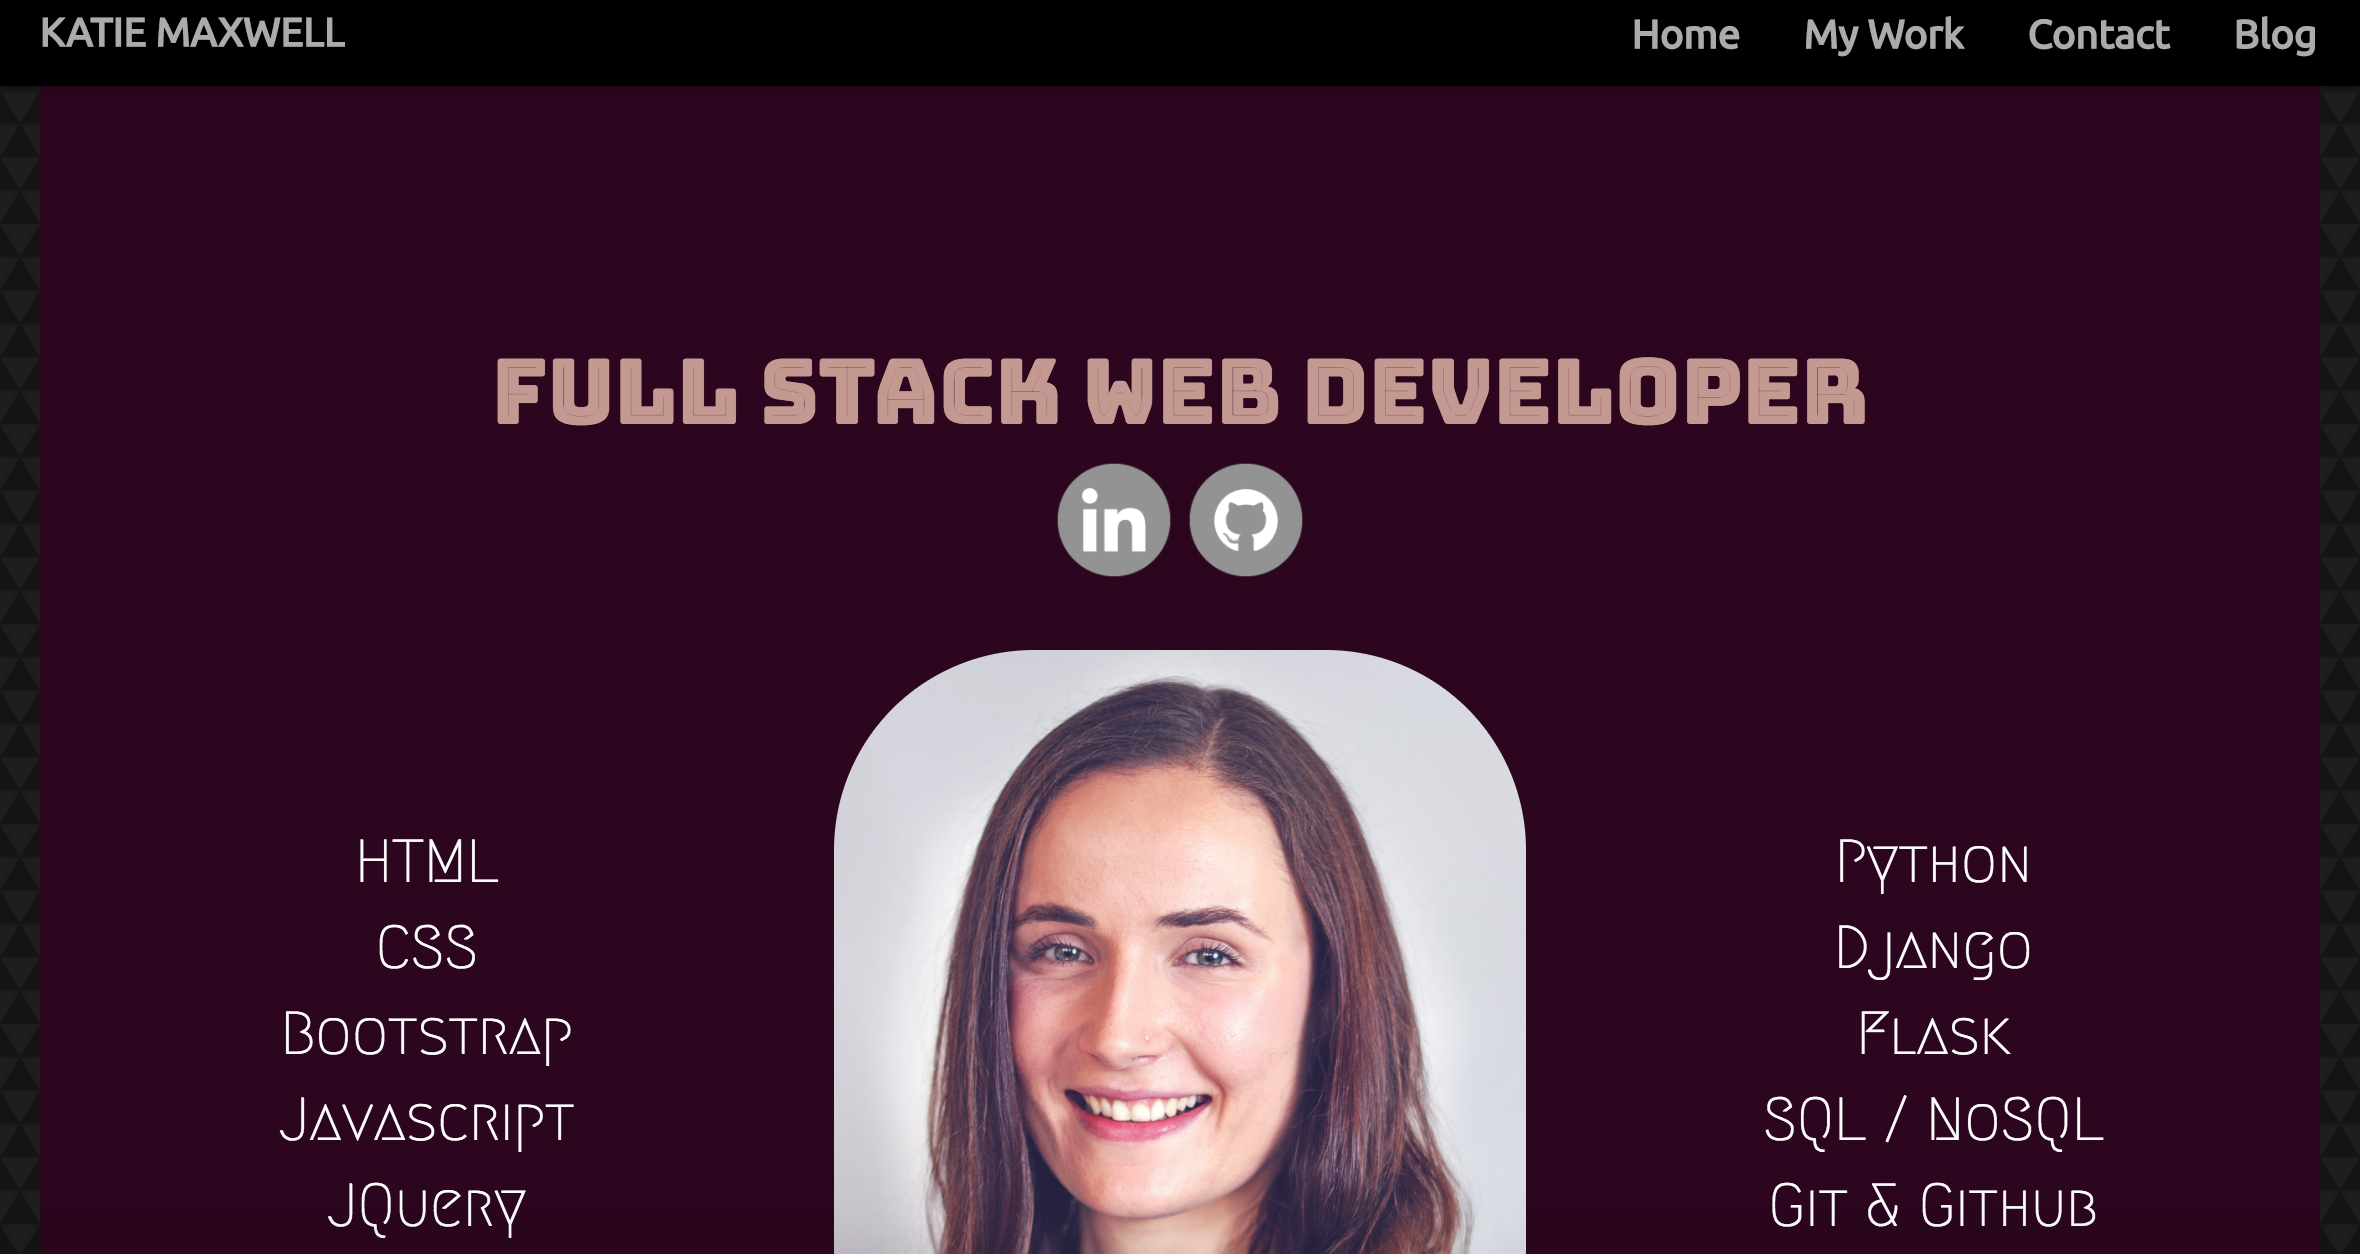 KATIE MAXWELL
Home My Work Contact Blog
FULL STACK WEB DEVELOPER
in
HTML
CSS
Bootstrap
Javascript
JQuery
Python
Django
Flask
SQL / NoSQL
Git & Github